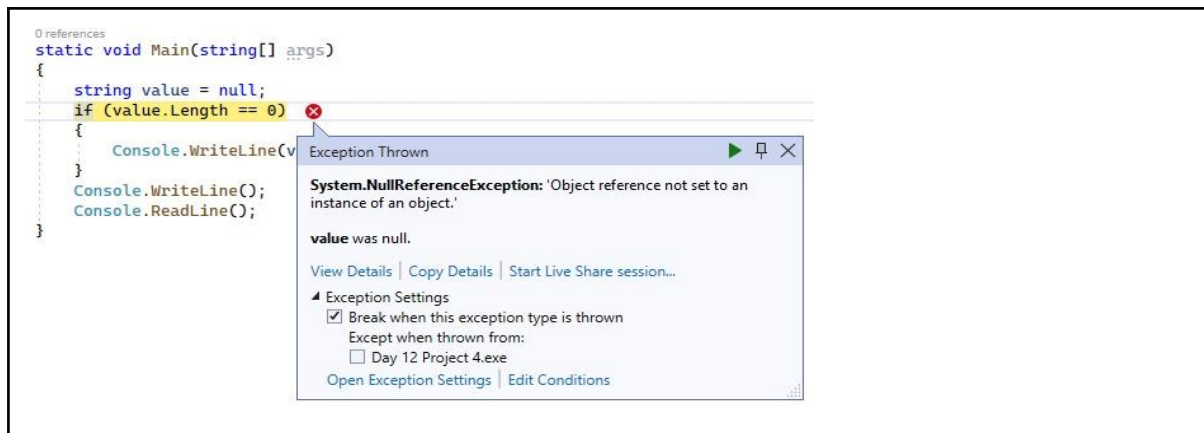 0 references
static void Main(string[] args)
{
string value = null;
if (value.Length == 0)
{
Console.WriteLine(v
}
Console.WriteLine();
Console.ReadLine();
}
Exception Thrown
System.NullReferenceException: 'Object reference not set to an
instance of an object.'
value was null.
View Details | Copy Details | Start Live Share session...
Exception Settings
Break when this exception type is thrown
Except when thrown from:
Day 12 Project 4.exe
Open Exception Settings | Edit Conditions